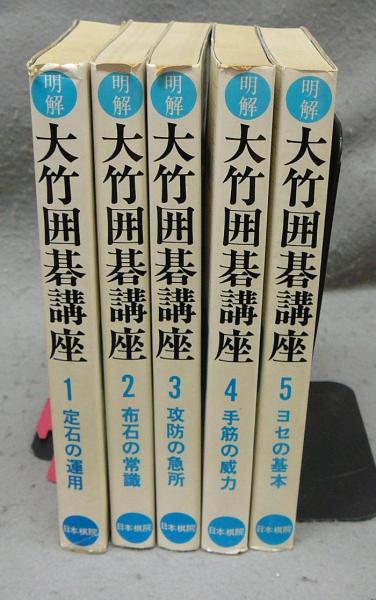 明解
大竹囲碁講座
1 定石の運用
日本棋院
明解
大竹囲碁講座
2 布石の常識
日本棋院
明解
大竹囲碁講座
3 攻防の急所
日本棋院
明解
大竹囲碁講座
4 手筋の威力
日本棋院
明解
大竹囲碁講座
5 ヨセの基本
日本棋院